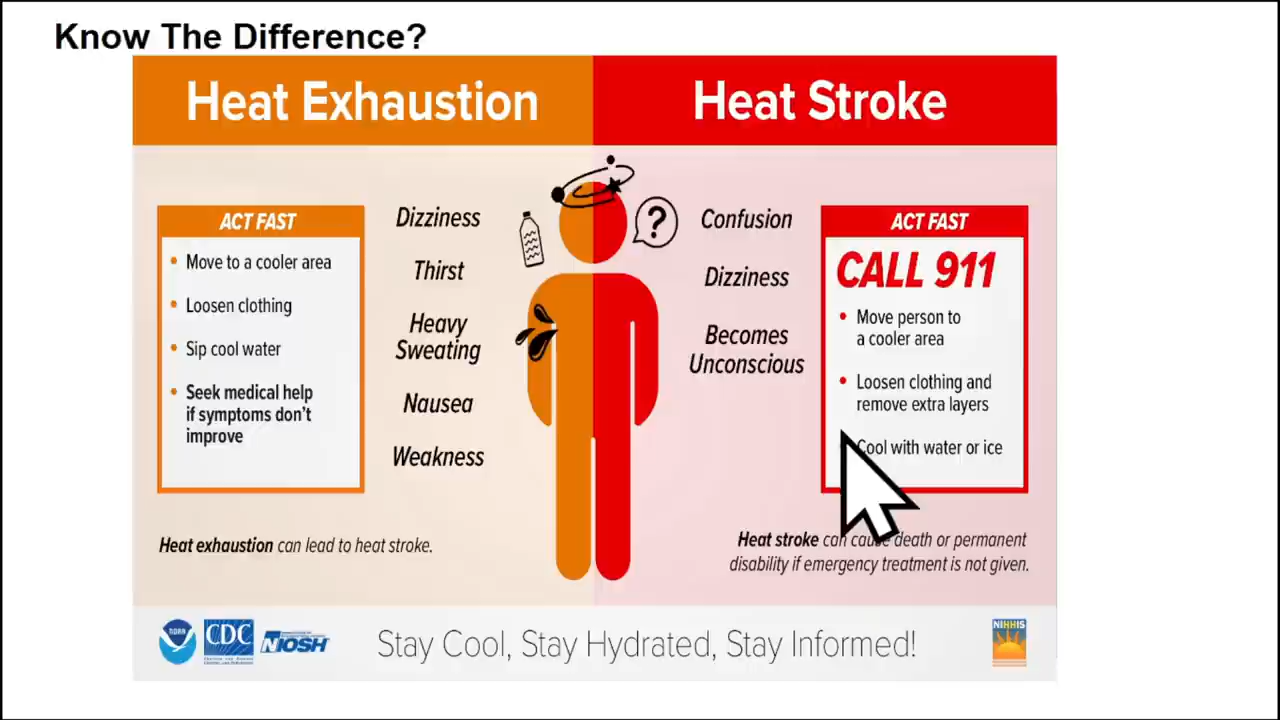 Know The Difference?
Heat Exhaustion
Heat Stroke
ACT FAST
Move to a cooler area
Loosen clothing
Sip cool water
Seek medical help
if symptoms don't
improve
Dizziness
Thirst
Heavy
Sweating
Nausea
Weakness
?
Confusion
Dizziness
Becomes
Unconscious
ACT FAST
CALL 911
Move person to
a cooler area
Loosen clothing and
remove extra layers
Cool with water or ice
Heat exhaustion can lead to heat stroke.
Heat stroke can cause death or permanent
disability if emergency treatment is not given.
NOAA
CDC
NIOSH
Stay Cool, Stay Hydrated, Stay Informed!
NIHHIS